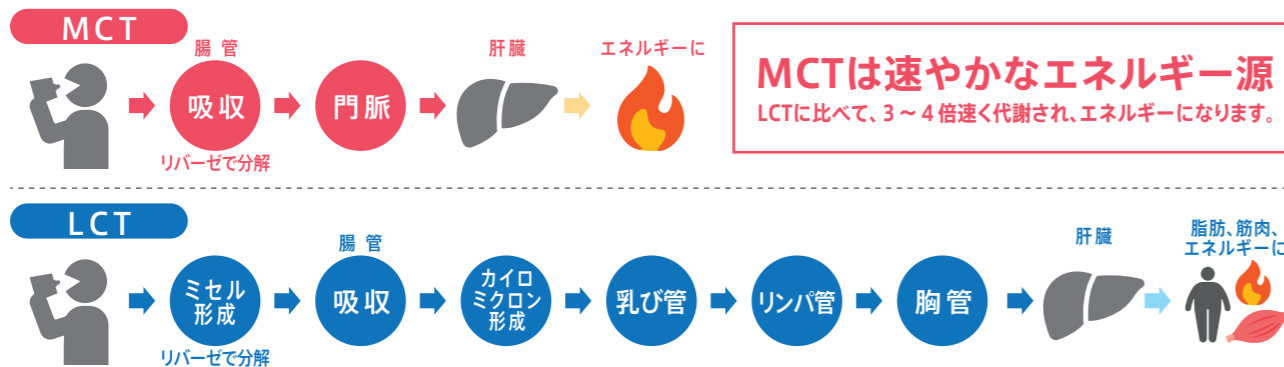 MCT
腸管
肝臓
エネルギーに
吸収
門脈
リバーゼで分解
MCTは速やかなエネルギー源
LCTに比べて、3～4倍速く代謝され、エネルギーになります。
LCT
腸管
肝臓
脂肪、筋肉、
エネルギーに
ミセル
形成
吸収
カイロ
ミクロン
形成
乳び管
リンパ管
胸管
リバーゼで分解